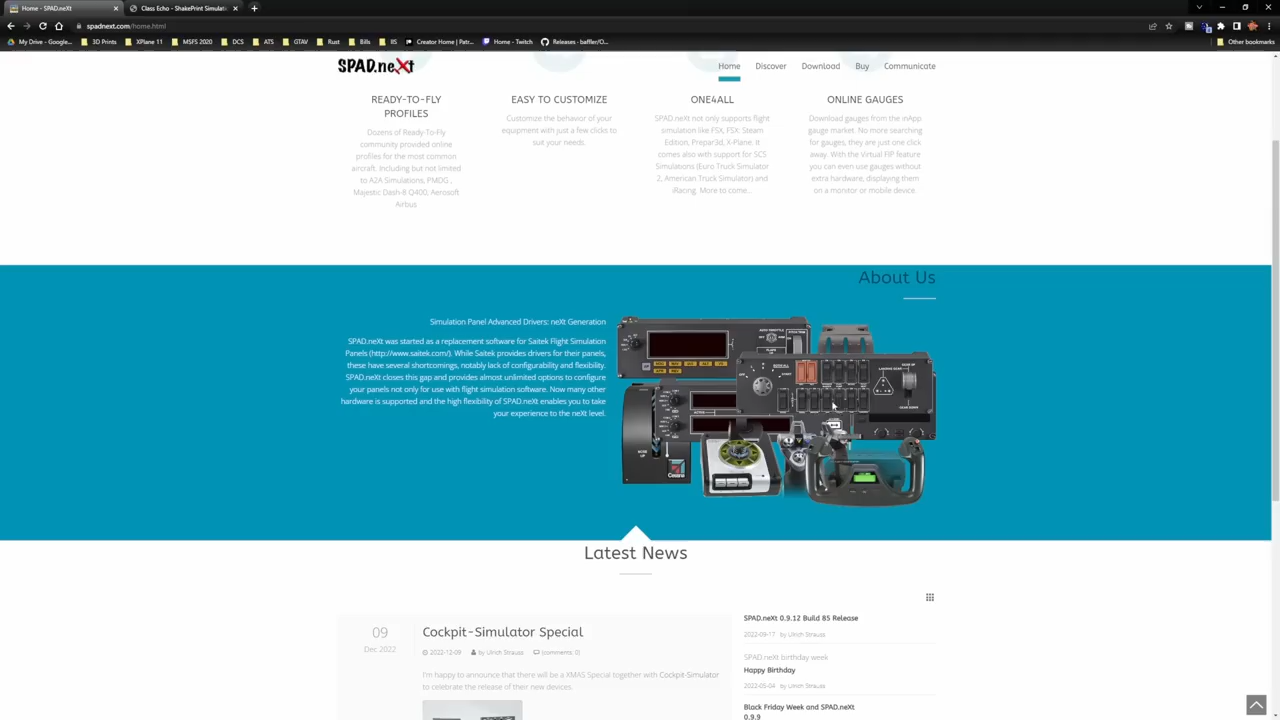 Home - SPAD.neXt
Class Echo - ShakePrint Simulat
spadnext.com/home.html
My Drive - Google...
3D Prints
XPlane 11
MSFS 2020
DCS
ATS
GTAV
Rust
Bills
IIS
Creator Home | Patr...
Home - Twitch
Releases · baffler/O...
Other bookmarks
SPAD.neXt
Home
Discover
Download
Buy
Communicate
READY-TO-FLY
PROFILES
Dozens of Ready-To-Fly
community provided online
profiles for the most common
aircraft. Including but not limited
to A2A Simulations, PMDG ,
Majestic Dash-8 Q400, Aerosoft
Airbus
EASY TO CUSTOMIZE
Customize the behavior of your
equipment with just a few clicks to
suit your needs.
ONE4ALL
SPAD.neXt not only supports flight
simulation like FSX, FSX: Steam
Edition, Prepar3d, X-Plane. It
comes also with support for SCS
Simulations (Euro Truck Simulator
2, American Truck Simulator) and
iRacing. More to come...
ONLINE GAUGES
Download gauges from the inApp
gauge market. No more searching
for gauges, they are just one click
away. With the Virtual FIP feature
you can even use gauges without
extra hardware, displaying them
on a monitor or mobile device
About Us
Simulation Panel Advanced Drivers: neXt Generation
SPAD.neXt was started as a replacement software for Saitek Flight Simulation
Panels (http://www.saitek.com/). While Saitek provides drivers for their panels,
these have several shortcomings, notably lack of configurability and flexibility.
SPAD.neXt closes this gap and provides almost unlimited options to configure
your panels not only for use with flight simulation software. Now many other
hardware is supported and the high flexibility of SPAD.neXt enables you to take
your experience to the neXt level.
Latest News
09
Dec 2022
Cockpit-Simulator Special
2022-12-09
by Ulrich Strauss
(comments: 0)
I'm happy to announce that there will be a XMAS Special together with Cockpit-Simulator
to celebrate the release of their new devices.
SPAD.neXt 0.9.12 Build 85 Release
2022-09-17 by Ulrich Strauss
SPAD.neXt birthday week
Happy Birthday
2022-05-04 by Ulrich Strauss
Black Friday Week and SPAD.neXt
0.9.9